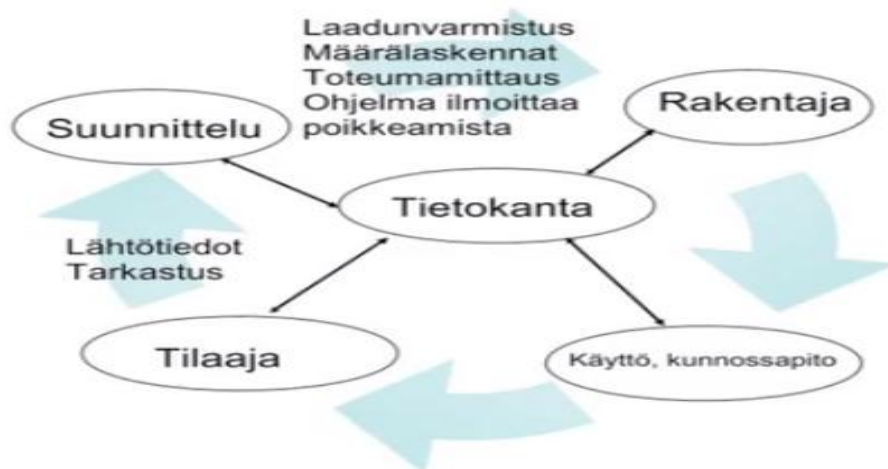 Laadunvarmistus
Määrälaskennat
Toteumamittaus
Ohjelma ilmoittaa
poikkeamista
Suunnittelu
Rakentaja
Tietokanta
Lähtötiedot
Tarkastus
Tilaaja
Käyttö, kunnossapito